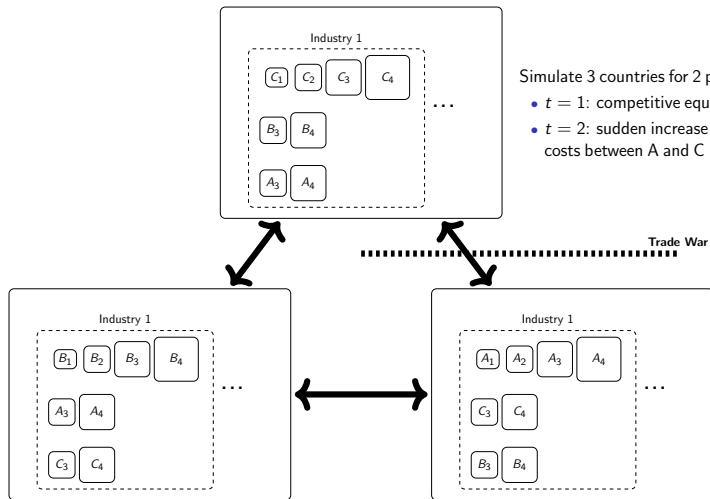 Industry 1
C₁ C₂ C₃ C₄
...
B₃ B₄
A₃ A₄
Simulate 3 countries for 2
• t = 1: competitive
• t = 2: sudden increase
costs between A and C
Trade War
Industry 1
B₁ B₂ B₃ B₄
...
A₃ A₄
C₃ C₄
Industry 1
A₁ A₂ A₃ A₄
...
C₃ C₄
B₃ B₄